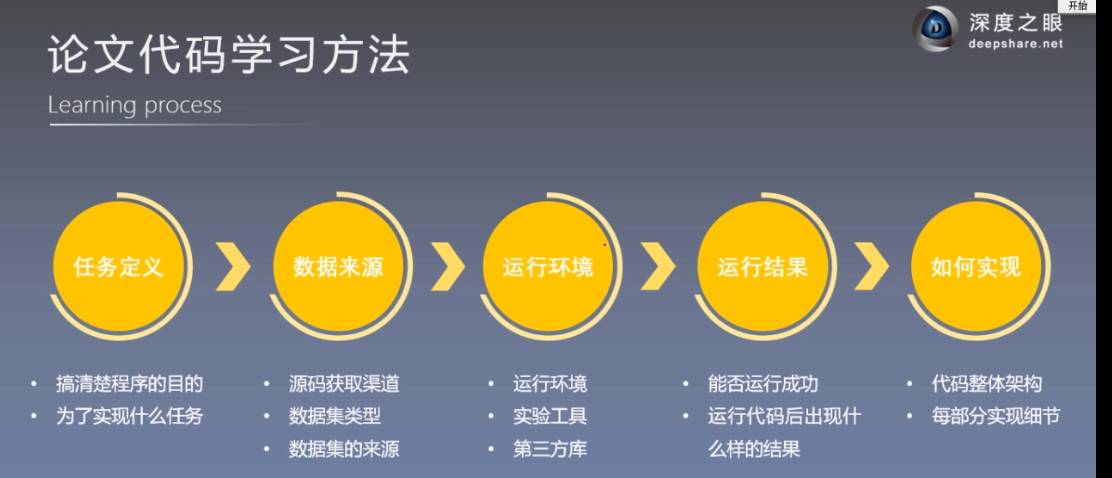 开始
深度之眼
deepshare.net
论文代码学习方法
Learning process
任务定义
数据来源
运行环境
运行结果
如何实现
• 搞清楚程序的目的
• 为了实现什么任务
• 源码获取渠道
• 数据集类型
• 数据集的来源
• 运行环境
• 实验工具
• 第三方库
• 能否运行成功
• 运行代码后出现什
么样的结果
• 代码整体架构
• 每部分实现细节